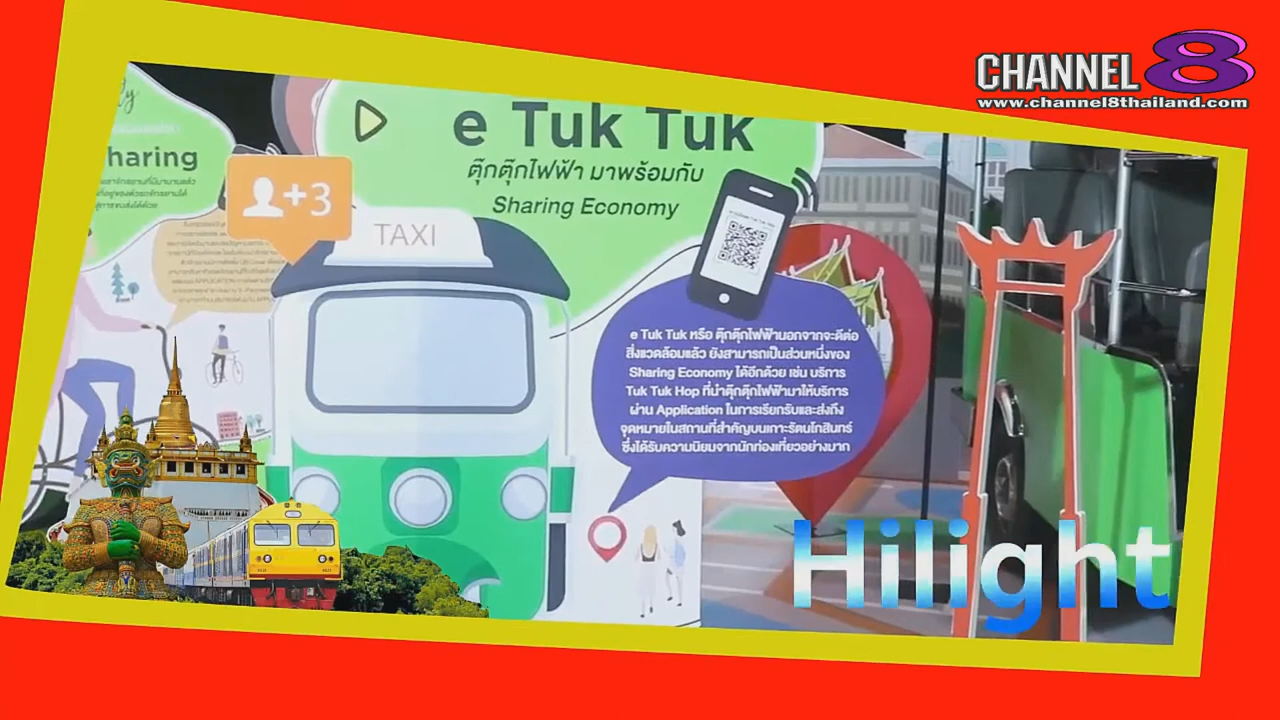 CHANNEL 8
www.channel8thailand.com
e Tuk Tuk
ตุ๊กตุ๊กไฟฟ้า มาพร้อมกับ
Sharing Economy
haring
+3
TAXI
e Tuk Tuk หรือ ตุ๊กตุ๊กไฟฟ้านอกจากจะดีต่อ
สิ่งแวดล้อมแล้ว ยังสามารถเป็นส่วนหนึ่งของ
Sharing Economy ได้อีกด้วย เช่น บริการ
Tuk Tuk Hop ที่นำตุ๊กตุ๊กไฟฟ้ามาให้บริการ
ผ่าน Application ในการเรียกรับและส่งถึง
จุดหมายในสถานที่สำคัญบนเกาะรัตนโกสินทร์
ซึ่งได้รับความนิยมจากนักท่องเที่ยวอย่างมาก
Hilight